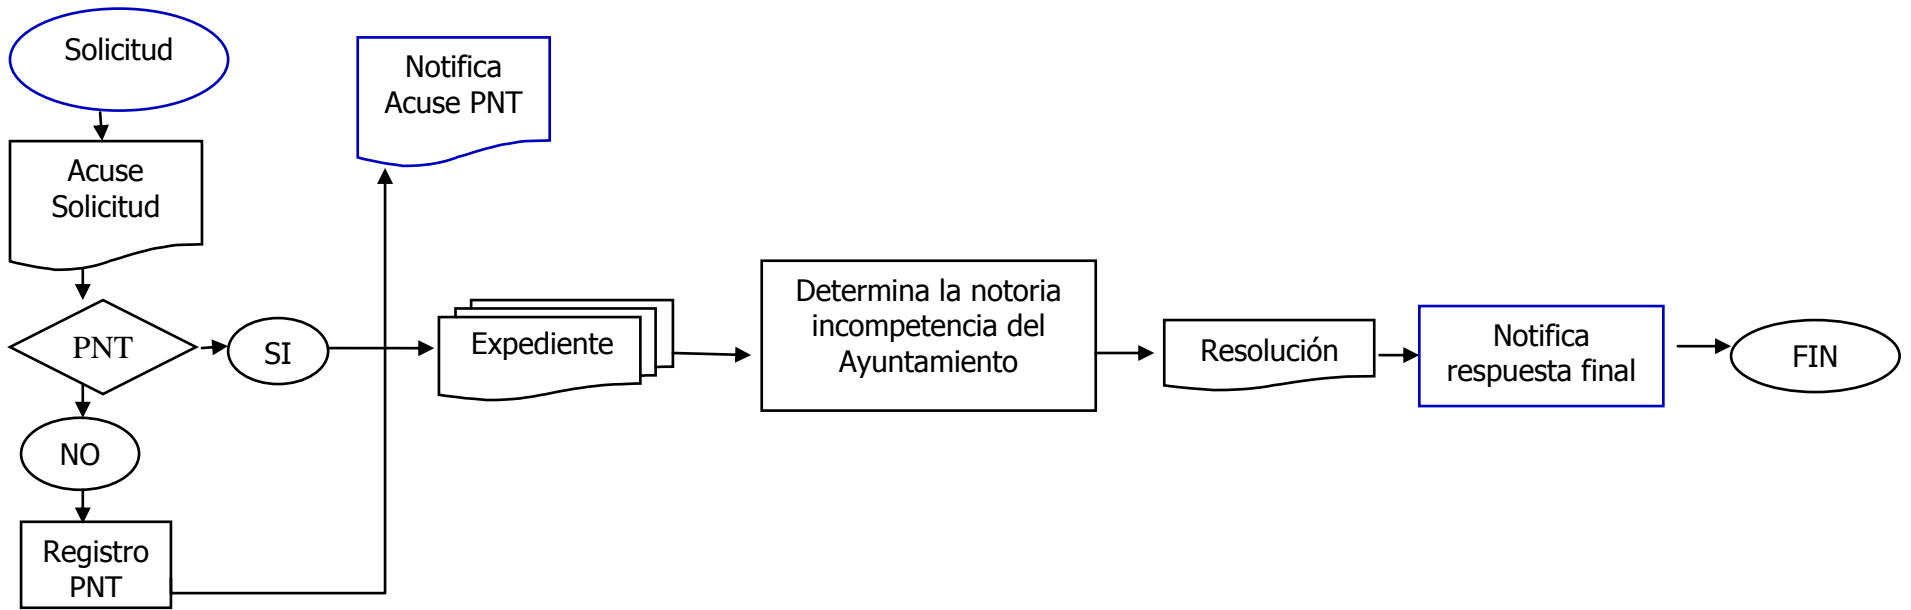 Solicitud
Acuse
Solicitud
PNT
SI
NO
Registro
PNT
Notifica
Acuse PNT
Expediente
Determina la notoria
incompetencia del
Ayuntamiento
Resolución
Notifica
respuesta final
FIN